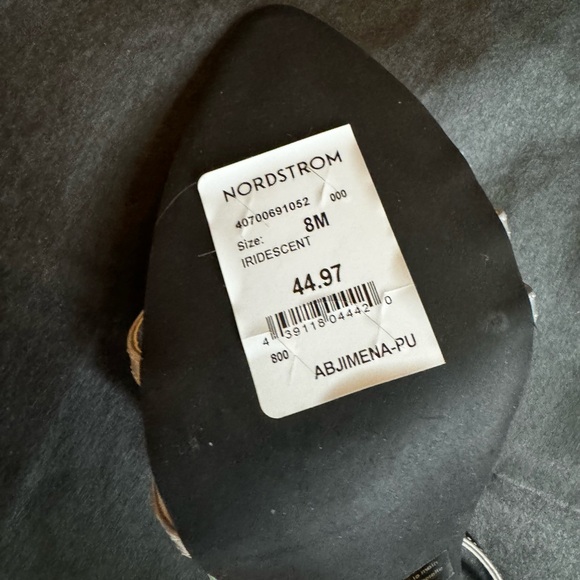 NORDSTROM
40700691052 000
Size: 8M
IRIDESCENT
44.97
4 39118 04442 0
800
ABJIMENA-PU